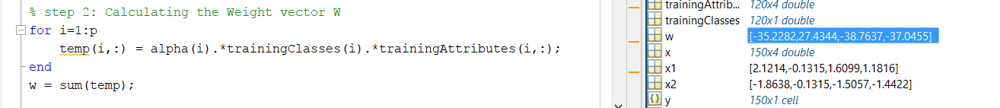 % step 2: Calculating the Weight vector W
for i=1:p
temp(i,:) = alpha(i).*trainingClasses(i).*trainingAttributes(i,:);
end
w = sum(temp);
trainingAttrib... 120x4 double
trainingClasses 120x1 double
w [-35.2282,27.4344,-38.7637,-37.0455]
x 150x4 double
x1 [2.1214,-0.1315,1.6099,1.1816]
x2 [-1.8638,-0.1315,-1.5057,-1.4422]
{} y 150x1 cell